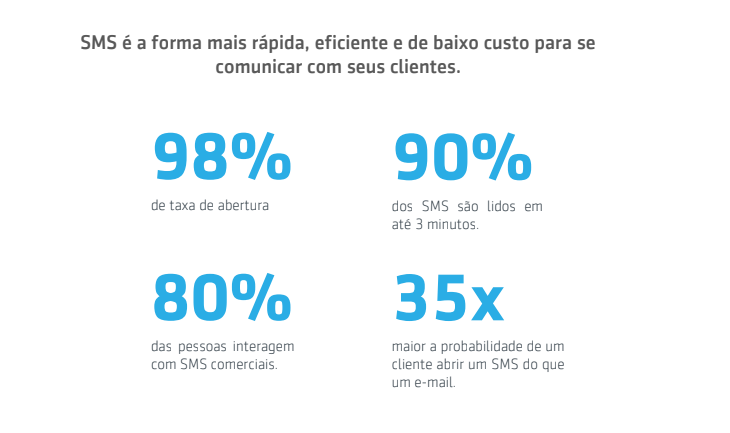 SMS é a forma mais rápida, eficiente e de baixo custo para se
comunicar com seus clientes.
98%
de taxa de abertura
90%
dos SMS são lidos em
até 3 minutos.
80%
das pessoas interagem
com SMS comerciais.
35x
maior a probabilidade de um
cliente abrir um SMS do que
um e-mail.